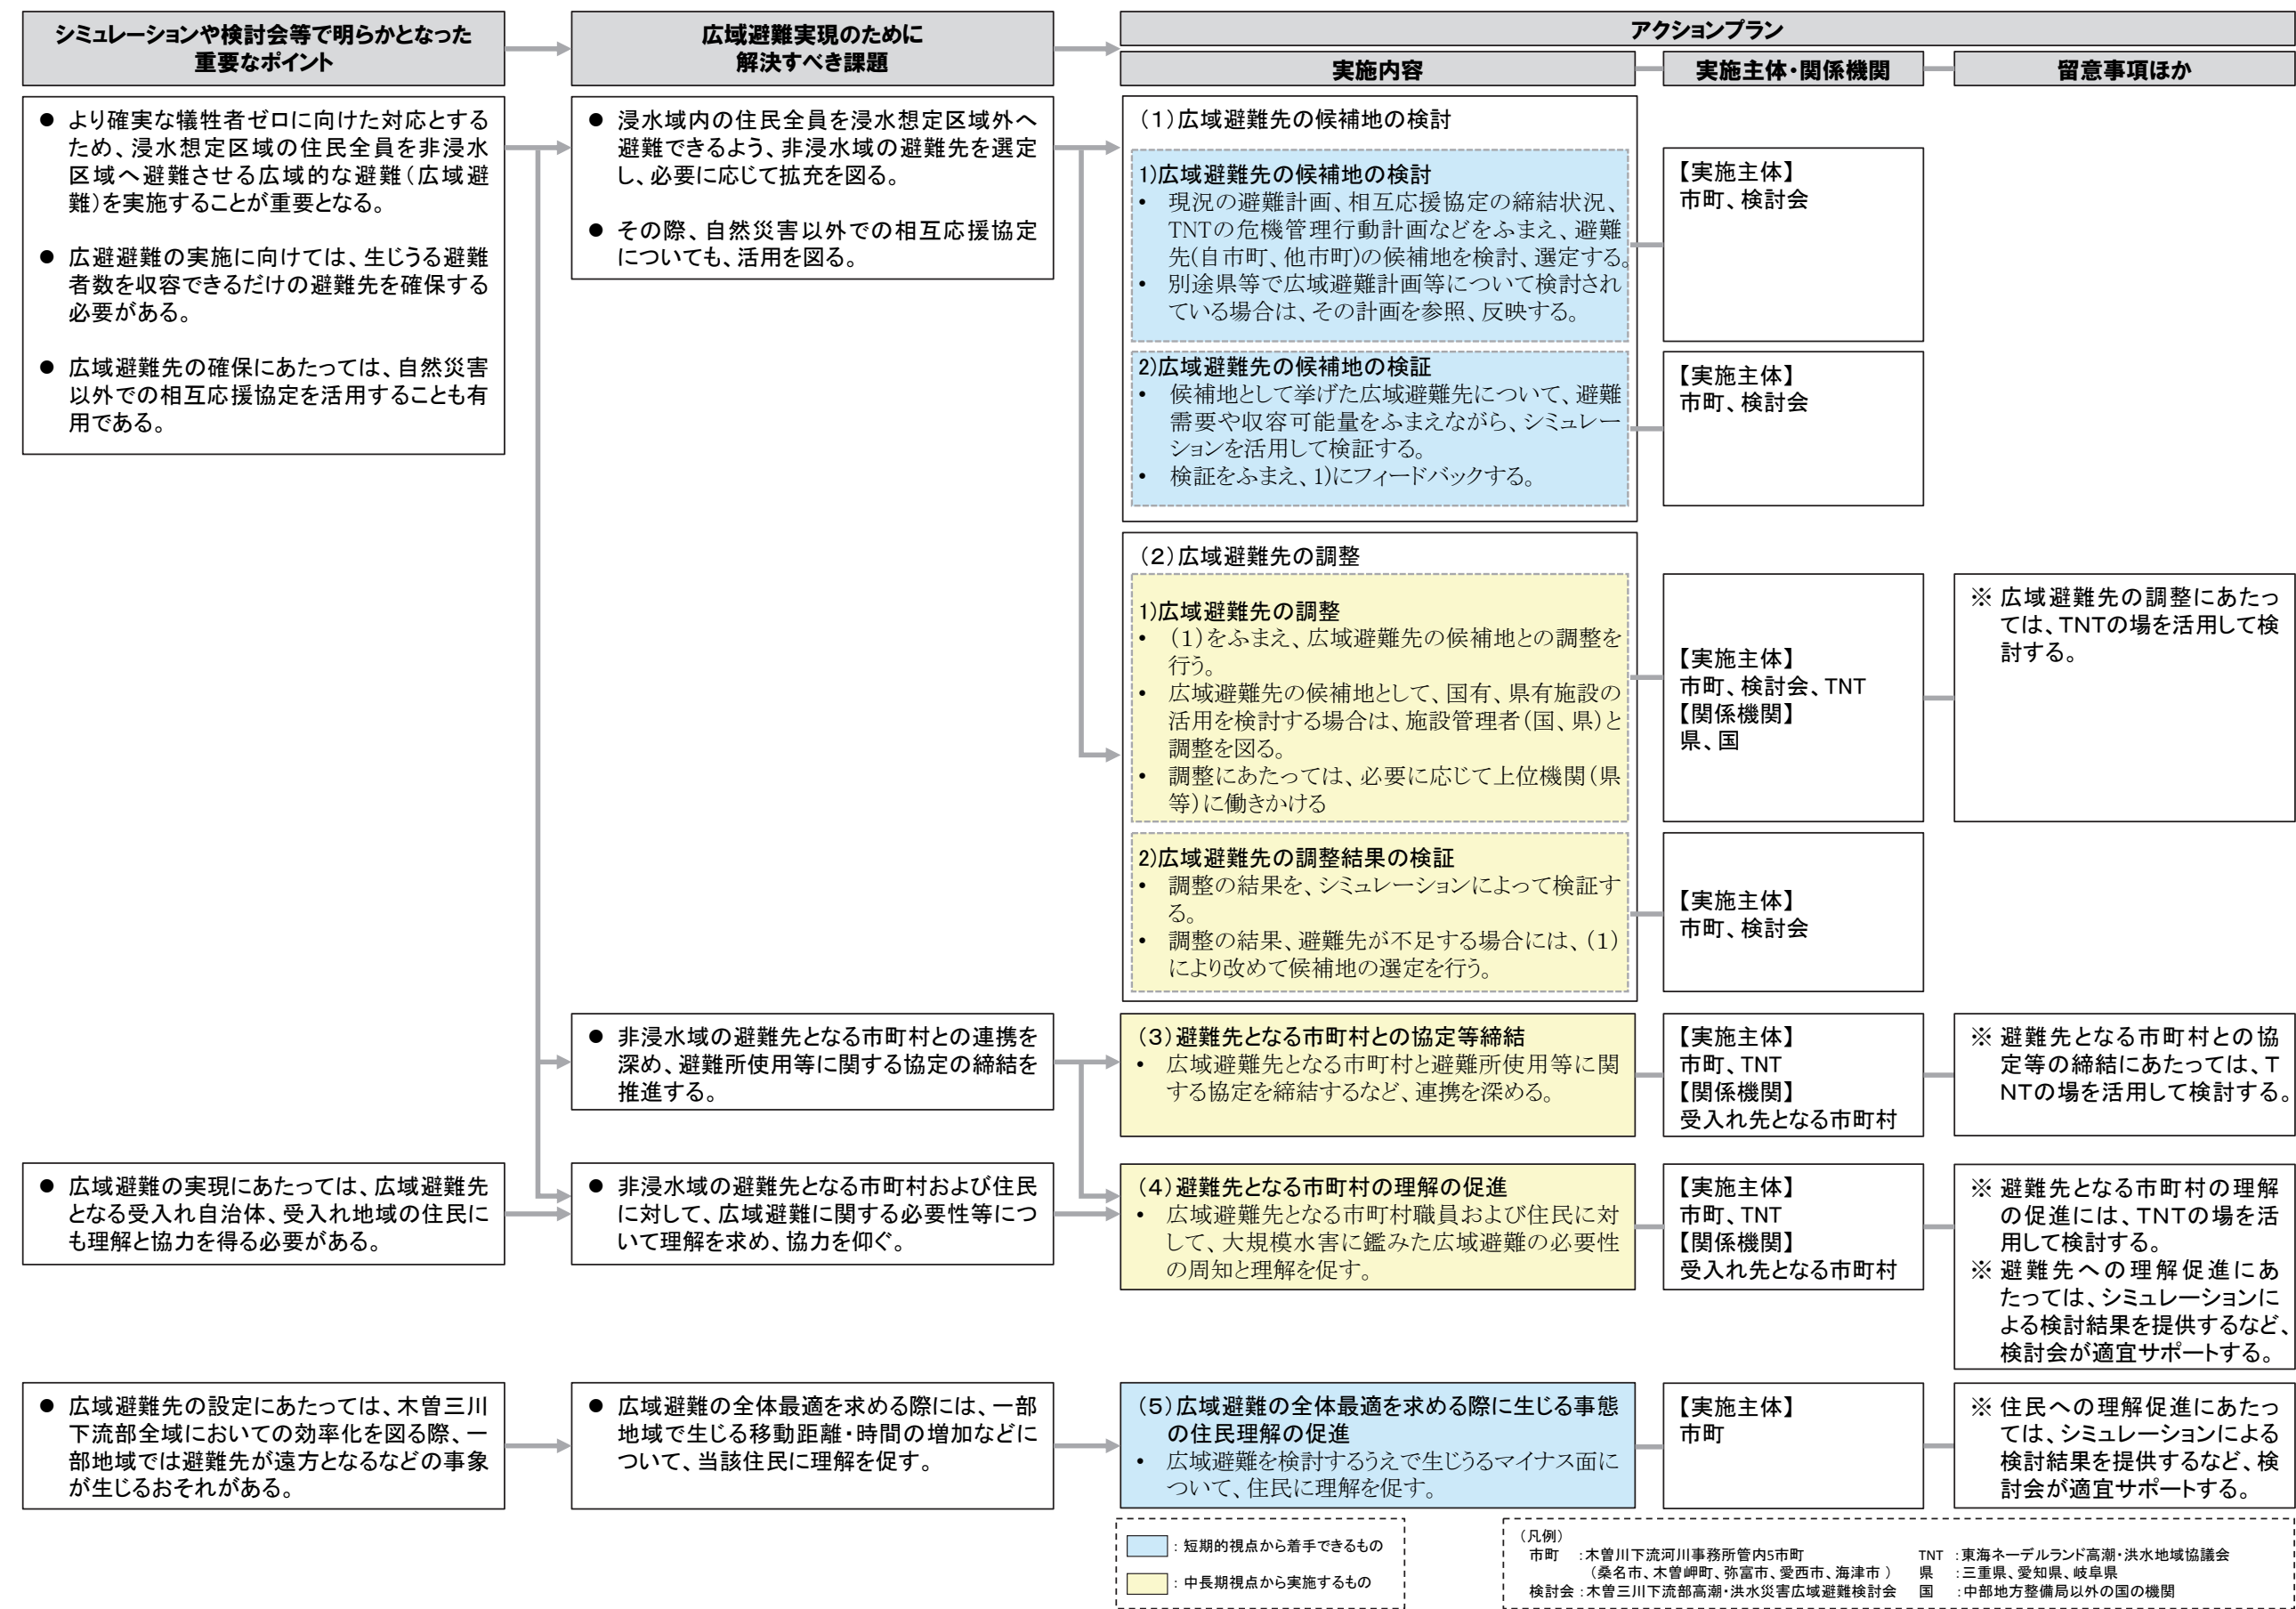 シミュレーションや検討会等で明らかとなった
重要なポイント
広域避難実現のために
解決すべき課題
アクションプラン
実施内容
実施主体・関係機関
留意事項ほか
● より確実な犠牲者ゼロに向けた対応とする
ため、浸水想定区域の住民全員を非浸水
区域へ避難させる広域的な避難（広域避
難）を実施することが重要となる。
● 広避避難の実施に向けては、生じうる避難
者数を収容できるだけの避難先を確保する
必要がある。
● 広域避難先の確保にあたっては、自然災害
以外での相互応援協定を活用することも有
用である。
● 浸水域内の住民全員を浸水想定区域外へ
避難できるよう、非浸水域の避難先を選定
し、必要に応じて拡充を図る。
● その際、自然災害以外での相互応援協定
についても、活用を図る。
（1）広域避難先の候補地の検討
1)広域避難先の候補地の検討
• 現況の避難計画、相互応援協定の締結状況、
TNTの危機管理行動計画などをふまえ、避難
先(自市町、他市町)の候補地を検討、選定する。
• 別途県等で広域避難計画等について検討され
ている場合は、その計画を参照、反映する。
【実施主体】
市町、検討会
2)広域避難先の候補地の検証
• 候補地として挙げた広域避難先について、避難
需要や収容可能量をふまえながら、シミュレー
ションを活用して検証する。
• 検証をふまえ、1)にフィードバックする。
【実施主体】
市町、検討会
（2）広域避難先の調整
1)広域避難先の調整
• （1）をふまえ、広域避難先の候補地との調整を
行う。
• 広域避難先の候補地として、国有、県有施設の
活用を検討する場合は、施設管理者（国、県）と
調整を図る。
• 調整にあたっては、必要に応じて上位機関（県
等）に働きかける
【実施主体】
市町、検討会、TNT
【関係機関】
県、国
※ 広域避難先の調整にあたっ
ては、TNTの場を活用して検
討する。
2)広域避難先の調整結果の検証
• 調整の結果を、シミュレーションによって検証す
る。
• 調整の結果、避難先が不足する場合には、（1）
により改めて候補地の選定を行う。
【実施主体】
市町、検討会
● 非浸水域の避難先となる市町村との連携を
深め、避難所使用等に関する協定の締結を
推進する。
（3）避難先となる市町村との協定等締結
• 広域避難先となる市町村と避難所使用等に関
する協定を締結するなど、連携を深める。
【実施主体】
市町、TNT
【関係機関】
受入れ先となる市町村
※ 避難先となる市町村との協
定等の締結にあたっては、T
NTの場を活用して検討する。
● 広域避難の実現にあたっては、広域避難先
となる受入れ自治体、受入れ地域の住民に
も理解と協力を得る必要がある。
● 非浸水域の避難先となる市町村および住民
に対して、広域避難に関する必要性等につ
いて理解を求め、協力を仰ぐ。
（4）避難先となる市町村の理解の促進
• 広域避難先となる市町村職員および住民に対
して、大規模水害に鑑みた広域避難の必要性
の周知と理解を促す。
【実施主体】
市町、TNT
【関係機関】
受入れ先となる市町村
※ 避難先となる市町村の理解
の促進には、TNTの場を活
用して検討する。
※ 避難先への理解促進にあ
たっては、シミュレーションに
よる検討結果を提供するなど、
検討会が適宜サポートする。
● 広域避難先の設定にあたっては、木曽三川
下流部全域においての効率化を図る際、一
部地域では避難先が遠方となるなどの事象
が生じるおそれがある。
● 広域避難の全体最適を求める際には、一部
地域で生じる移動距離・時間の増加などに
ついて、当該住民に理解を促す。
（5）広域避難の全体最適を求める際に生じる事態
の住民理解の促進
• 広域避難を検討するうえで生じうるマイナス面に
ついて、住民に理解を促す。
【実施主体】
市町
※ 住民への理解促進にあたっ
ては、シミュレーションによる
検討結果を提供するなど、検
討会が適宜サポートする。
：短期的視点から着手できるもの
：中長期視点から実施するもの
（凡例）
市町 ：木曽川下流河川事務所管内5市町
（桑名市、木曽岬町、弥富市、愛西市、海津市 ）
検討会 ：木曽三川下流部高潮・洪水災害広域避難検討会
TNT ：東海ネーデルランド高潮・洪水地域協議会
県 ：三重県、愛知県、岐阜県
国 ：中部地方整備局以外の国の機関